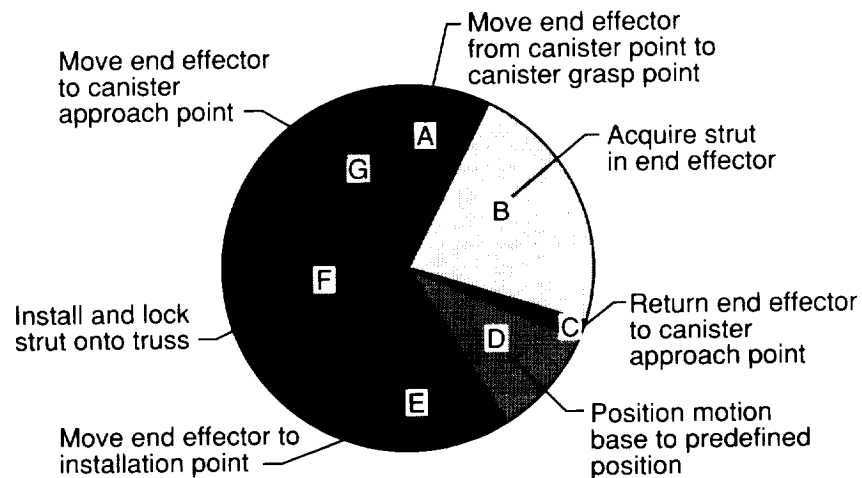 Move end effector
from canister point to
canister grasp point
Move end effector
to canister
approach point
A
Acquire strut
in end effector
G
B
F
Return end effector
to canister
approach point
C
Install and lock
strut onto truss
D
E
Position motion
base to predefined
position
Move end effector to
installation point